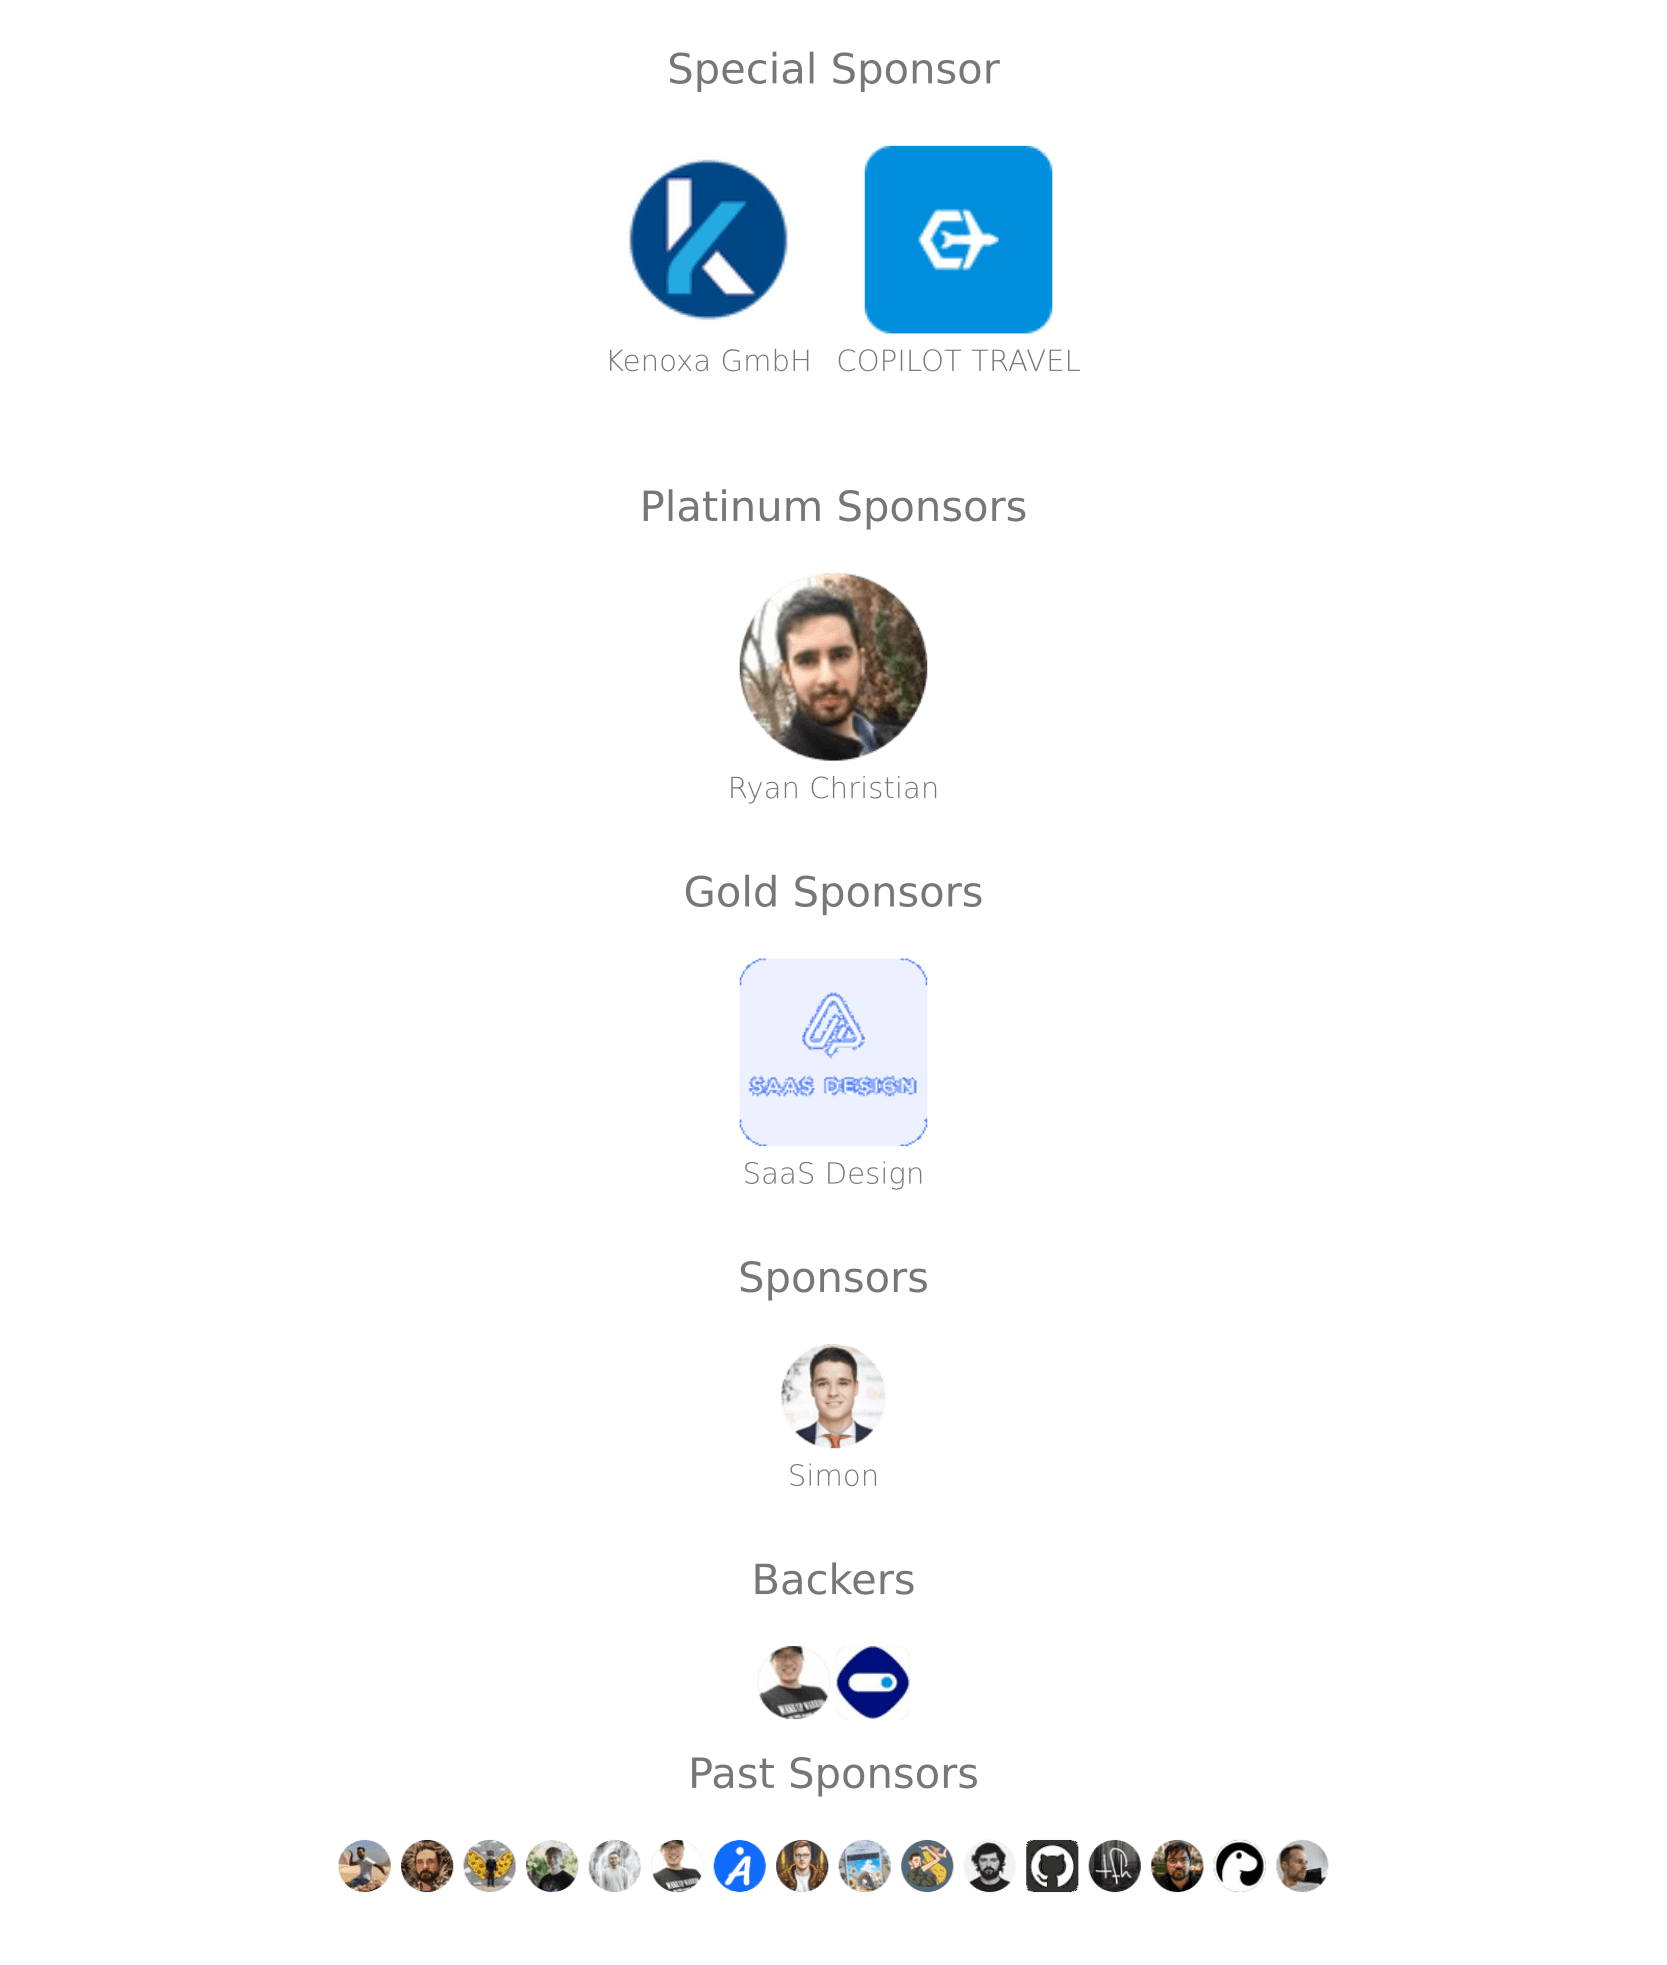 Special Sponsor
Kenoxa GmbH COPILOT TRAVEL
Platinum Sponsors
Ryan Christian
Gold Sponsors
SAAS DESIGN
SaaS Design
Sponsors
Simon
Backers
Past Sponsors